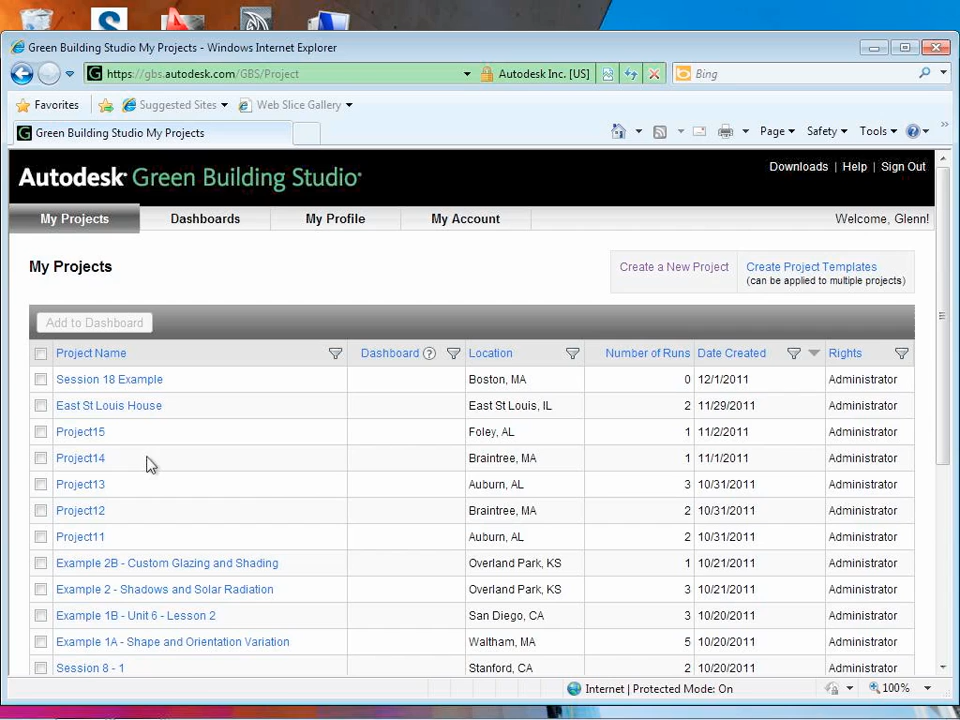 Green Building Studio My Projects - Windows Internet Explorer
https://gbs.autodesk.com/GBS/Project
Autodesk Inc. [US]
Bing
Favorites
Suggested Sites
Web Slice Gallery
Green Building Studio My Projects
Page
Safety
Tools
Autodesk Green Building Studio
Downloads | Help | Sign Out
My Projects
Dashboards
My Profile
My Account
Welcome, Glenn!
My Projects
Create a New Project
Create Project Templates
(can be applied to multiple projects)
Add to Dashboard
Project Name Dashboard ? Location Number of Runs Date Created Rights
Session 18 Example Boston, MA 0 12/1/2011 Administrator
East St Louis House East St Louis, IL 2 11/29/2011 Administrator
Project15 Foley, AL 1 11/2/2011 Administrator
Project14 Braintree, MA 1 11/1/2011 Administrator
Project13 Auburn, AL 3 10/31/2011 Administrator
Project12 Braintree, MA 2 10/31/2011 Administrator
Project11 Auburn, AL 2 10/31/2011 Administrator
Example 2B - Custom Glazing and Shading Overland Park, KS 1 10/21/2011 Administrator
Example 2 - Shadows and Solar Radiation Overland Park, KS 3 10/21/2011 Administrator
Example 1B - Unit 6 - Lesson 2 San Diego, CA 3 10/20/2011 Administrator
Example 1A - Shape and Orientation Variation Waltham, MA 5 10/20/2011 Administrator
Session 8 - 1 Stanford, CA 2 10/20/2011 Administrator
Internet | Protected Mode: On
100%